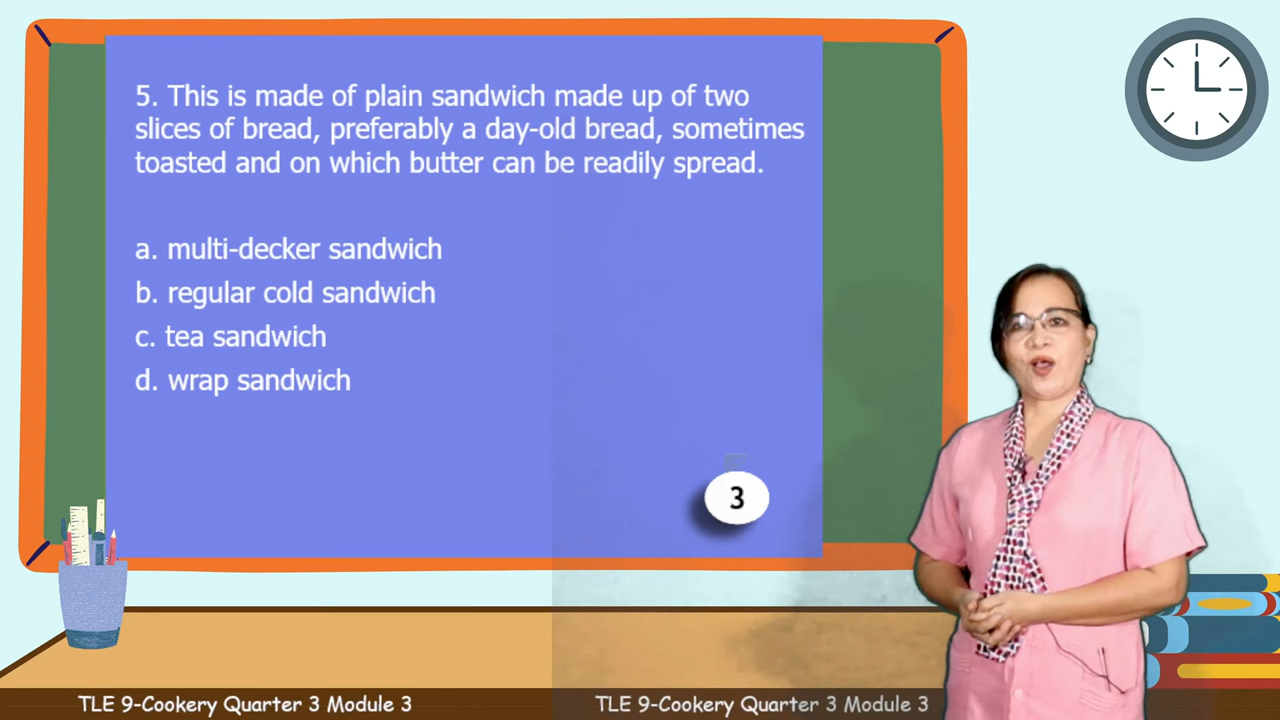 5. This is made of plain sandwich made up of two
slices of bread, preferably a day-old bread, sometimes
toasted and on which butter can be readily spread.
a. multi-decker sandwich
b. regular cold sandwich
c. tea sandwich
d. wrap sandwich
3
TLE 9-Cookery Quarter 3 Module 3
TLE 9-Cookery Quarter 3 Module 3